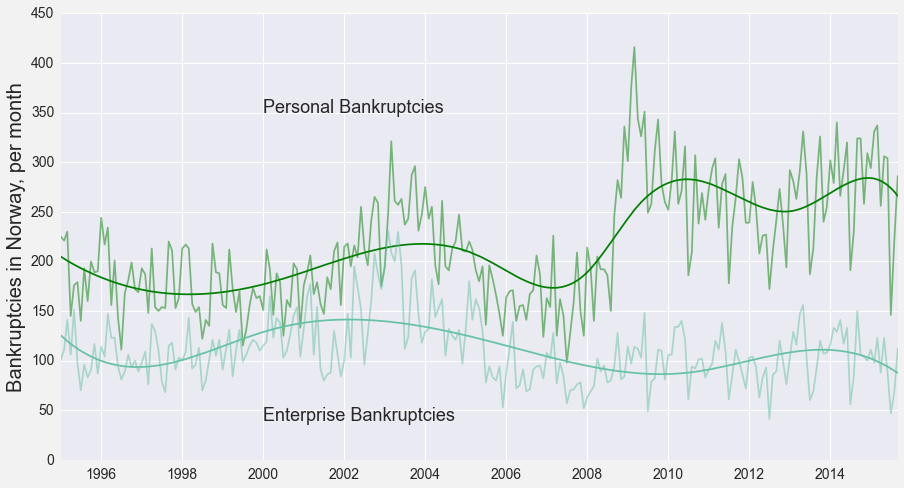 Bankruptcies in Norway, per month
450
400
350
300
250
200
150
100
50
0
Personal Bankruptcies
Enterprise Bankruptcies
1996 1998 2000 2002 2004 2006 2008 2010 2012 2014